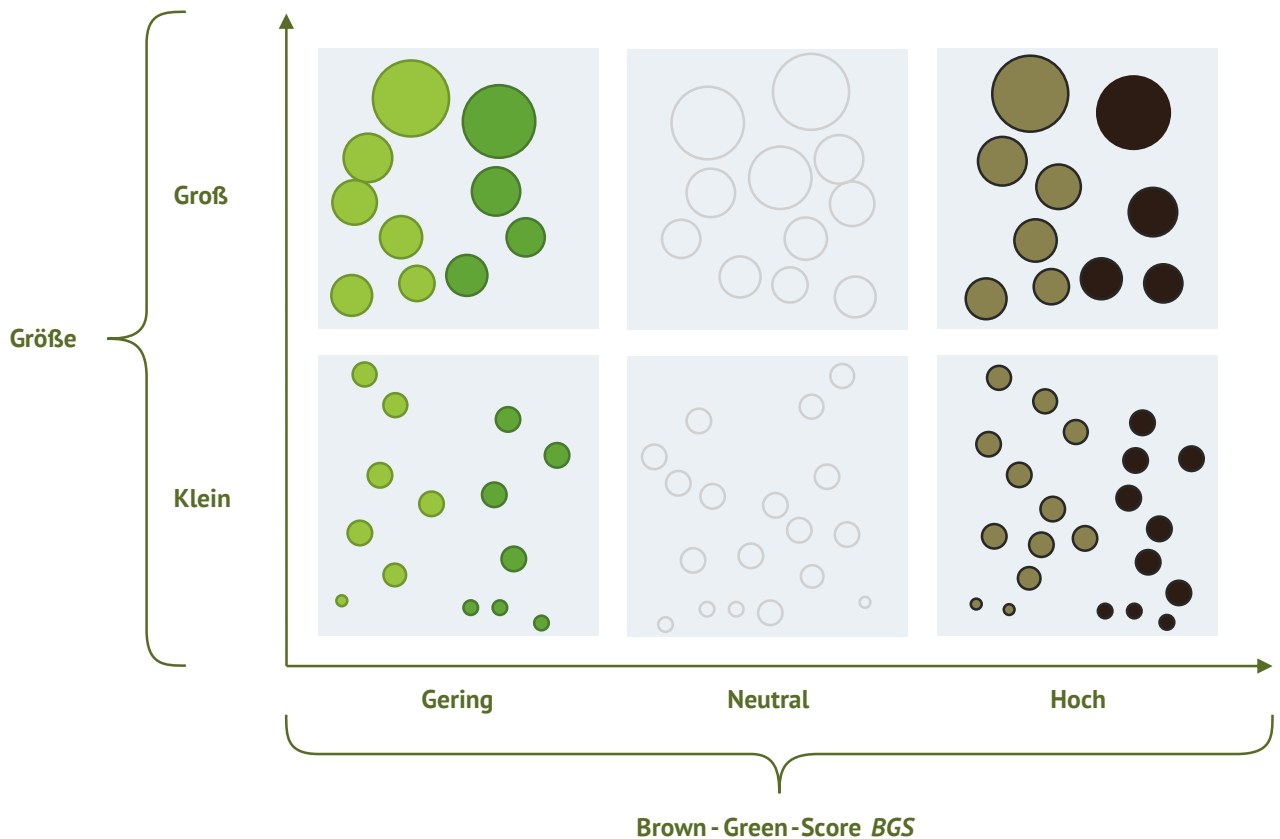 Groß
Größe
Klein
Gering
Neutral
Hoch
Brown - Green - Score BGS